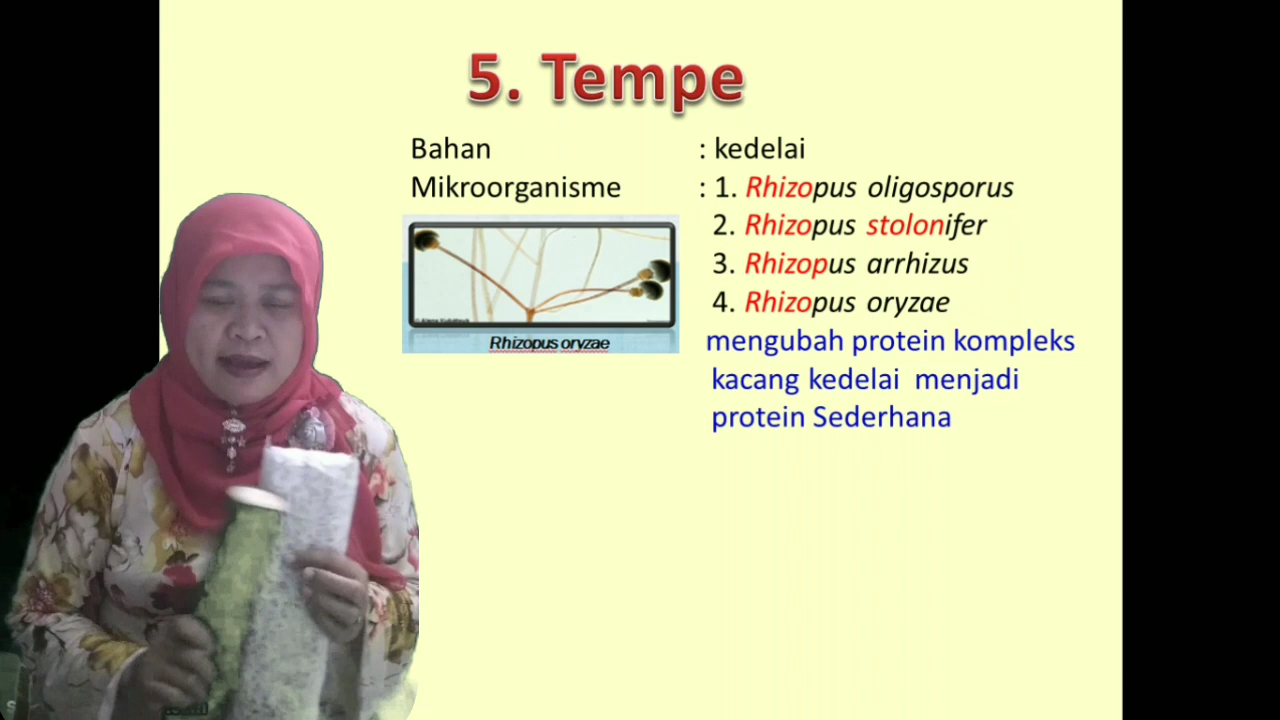 5. Tempe
Bahan : kedelai
Mikroorganisme : 1. Rhizopus oligosporus
2. Rhizopus stolonifer
3. Rhizopus arrhizus
4. Rhizopus oryzae
Rhizopus oryzae
mengubah protein kompleks
kacang kedelai menjadi
protein Sederhana